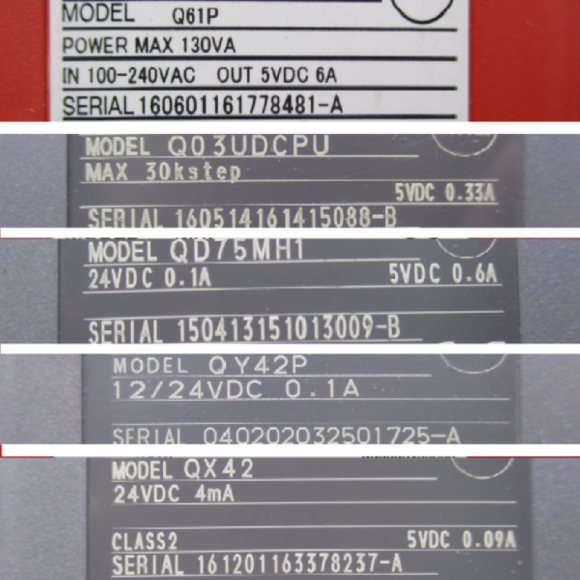 MODEL Q61P
POWER MAX 130VA
IN 100-240VAC OUT 5VDC 6A
SERIAL 160601161778481-A
MODEL Q03UDCPU
MAX 30kstep
5VDC 0.33A
SERIAL 160514161415088-B
MODEL QD75MH1
24VDC 0.1A 5VDC 0.6A
SERIAL 150413151013009-B
MODEL QY42P
12/24VDC 0.1A
SERIAL 040202032501725-A
MODEL QX42
24VDC 4mA
CLASS2 5VDC 0.09A
SERIAL 161201163378237-A